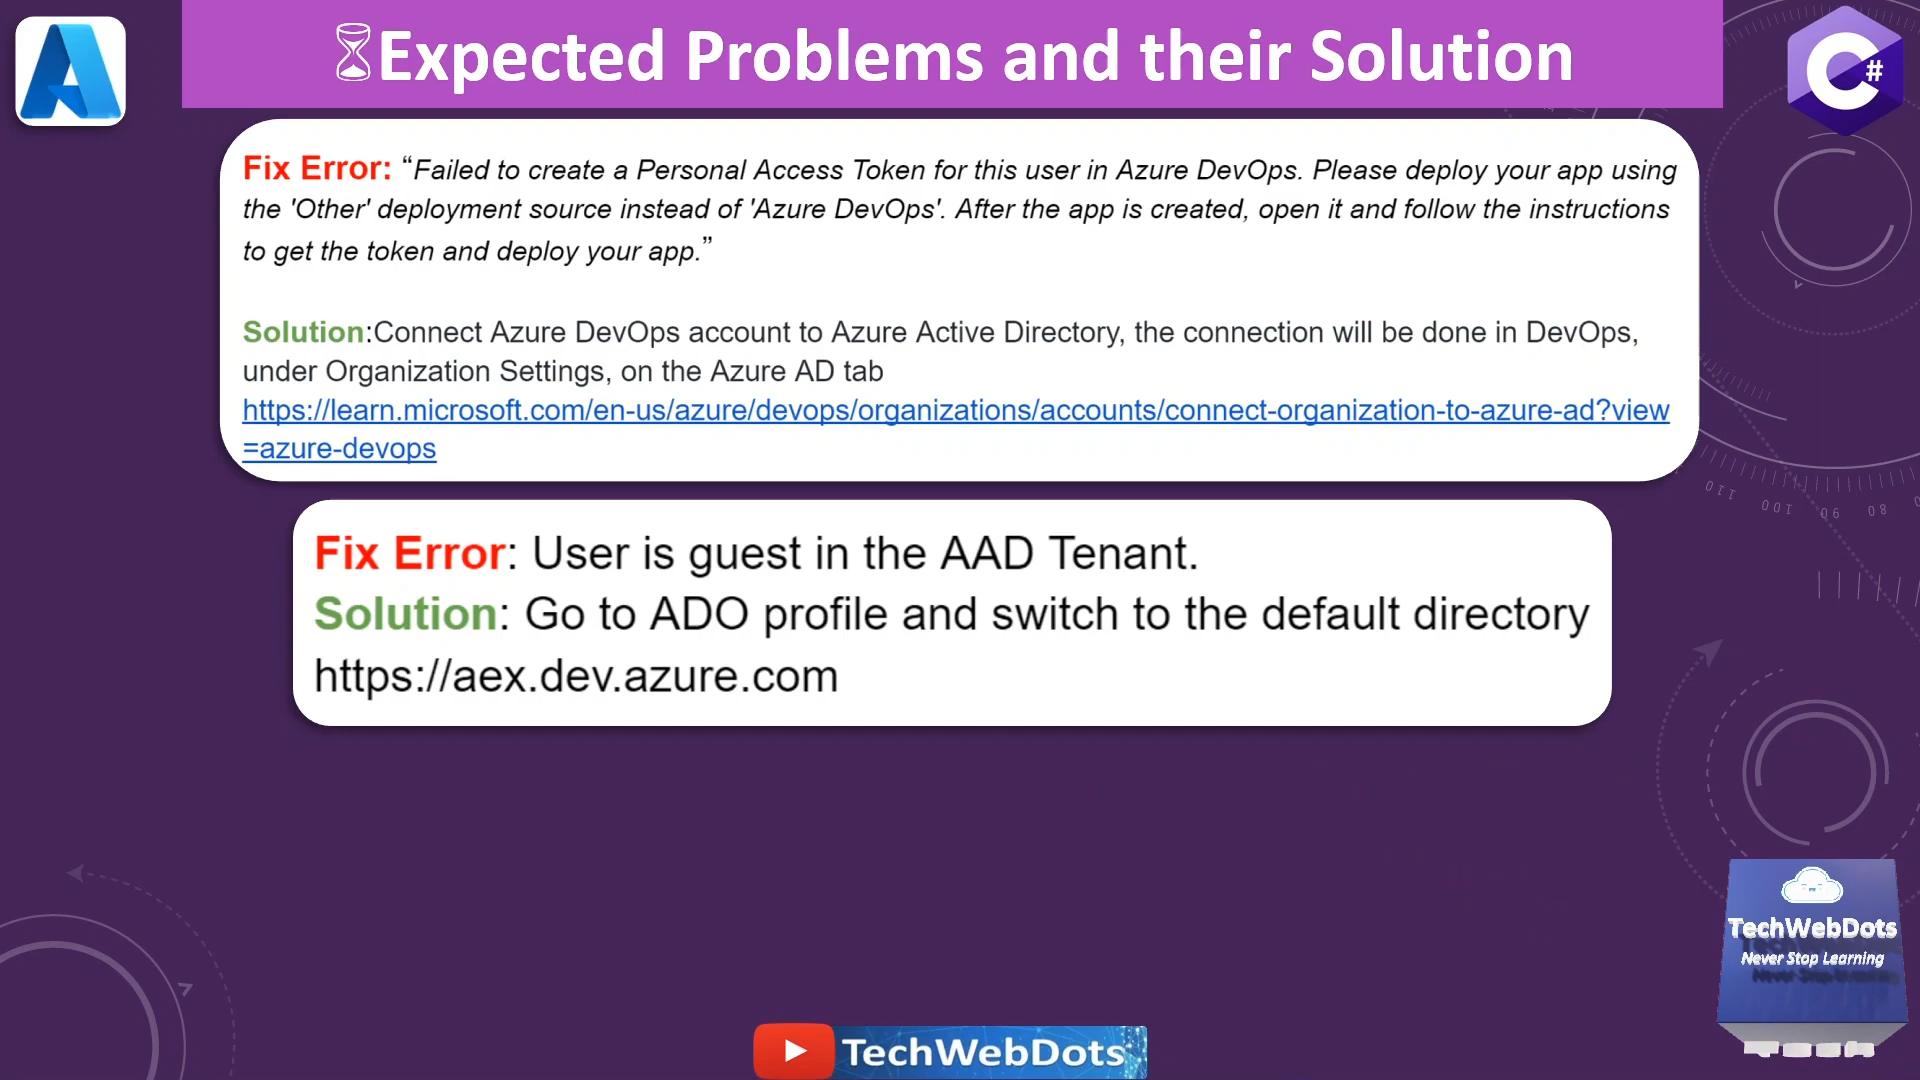 ⏳Expected Problems and their Solution
C#
Fix Error: “Failed to create a Personal Access Token for this user in Azure DevOps. Please deploy your app using
the 'Other' deployment source instead of 'Azure DevOps'. After the app is created, open it and follow the instructions
to get the token and deploy your app.”
Solution:Connect Azure DevOps account to Azure Active Directory, the connection will be done in DevOps,
under Organization Settings, on the Azure AD tab
https://learn.microsoft.com/en-us/azure/devops/organizations/accounts/connect-organization-to-azure-ad?view
=azure-devops
110
100
90
80
Fix Error: User is guest in the AAD Tenant.
Solution: Go to ADO profile and switch to the default directory
https://aex.dev.azure.com
TechWebDots
Never Stop Learning
TechWebDots